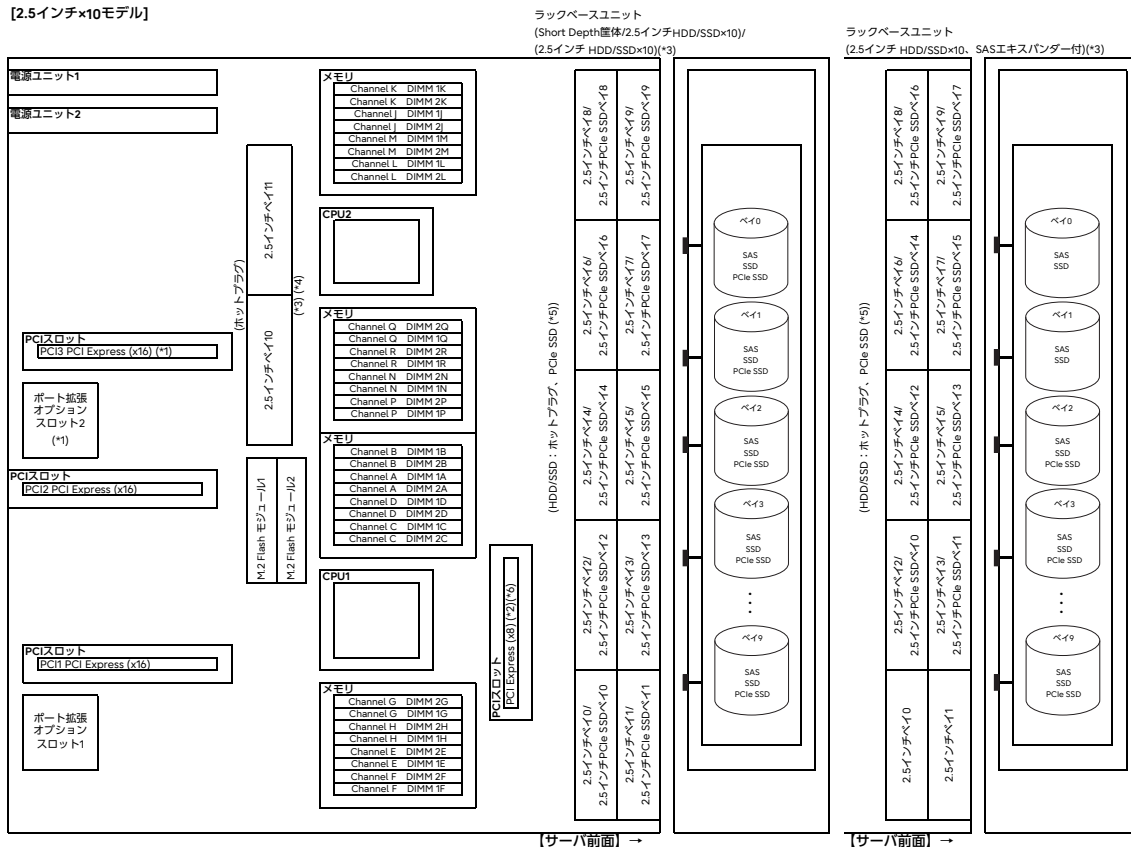 [2.5インチ×10モデル]
ラックベースユニット
(Short Depth筐体/2.5インチHDD/SSD×10)/
(2.5インチ HDD/SSD×10)(*3)
ラックベースユニット
(2.5インチ HDD/SSD×10、SASエキスパンダー付)(*3)
電源ユニット1
電源ユニット2
メモリ
Channel K DIMM 1K
Channel K DIMM 2K
Channel J DIMM 1J
Channel J DIMM 2J
Channel M DIMM 1M
Channel M DIMM 2M
Channel L DIMM 1L
Channel L DIMM 2L
CPU2
(ホットプラグ)
2.5インチベイ11
2.5インチベイ10
(*3) (*4)
メモリ
Channel Q DIMM 2Q
Channel Q DIMM 1Q
Channel R DIMM 2R
Channel R DIMM 1R
Channel N DIMM 2N
Channel N DIMM 1N
Channel P DIMM 2P
Channel P DIMM 1P
PCIスロット
PCI3 PCI Express (x16) (*1)
ポート拡張
オプション
スロット2
(*1)
PCIスロット
PCI2 PCI Express (x16)
メモリ
Channel B DIMM 1B
Channel B DIMM 2B
Channel A DIMM 1A
Channel A DIMM 2A
Channel D DIMM 1D
Channel D DIMM 2D
Channel C DIMM 1C
Channel C DIMM 2C
M.2 Flash モジュール1
M.2 Flash モジュール2
CPU1
PCIスロット
PCI Express (x8) (*2)(*6)
PCIスロット
PCI1 PCI Express (x16)
ポート拡張
オプション
スロット1
メモリ
Channel G DIMM 2G
Channel G DIMM 1G
Channel H DIMM 2H
Channel H DIMM 1H
Channel E DIMM 2E
Channel E DIMM 1E
Channel F DIMM 2F
Channel F DIMM 1F
(HDD/SSD：ホットプラグ、PCIe SSD (*5))
2.5インチベイ8/
2.5インチPCIe SSDベイ8
2.5インチベイ9/
2.5インチPCIe SSDベイ9
2.5インチベイ6/
2.5インチPCIe SSDベイ6
2.5インチベイ7/
2.5インチPCIe SSDベイ7
2.5インチベイ4/
2.5インチPCIe SSDベイ4
2.5インチベイ5/
2.5インチPCIe SSDベイ5
2.5インチベイ2/
2.5インチPCIe SSDベイ2
2.5インチベイ3/
2.5インチPCIe SSDベイ3
2.5インチベイ0/
2.5インチPCIe SSDベイ0
2.5インチベイ1/
2.5インチPCIe SSDベイ1
ベイ0
SAS
SSD
PCIe SSD
ベイ1
SAS
SSD
PCIe SSD
ベイ2
SAS
SSD
PCIe SSD
ベイ3
SAS
SSD
PCIe SSD
・・・
ベイ9
SAS
SSD
PCIe SSD
【サーバ前面】→
(HDD/SSD：ホットプラグ、PCIe SSD (*5))
2.5インチベイ8/
2.5インチPCIe SSDベイ6
2.5インチベイ9/
2.5インチPCIe SSDベイ7
2.5インチベイ6/
2.5インチPCIe SSDベイ4
2.5インチベイ7/
2.5インチPCIe SSDベイ5
2.5インチベイ4/
2.5インチPCIe SSDベイ2
2.5インチベイ5/
2.5インチPCIe SSDベイ3
2.5インチベイ2/
2.5インチPCIe SSDベイ0
2.5インチベイ3/
2.5インチPCIe SSDベイ1
2.5インチベイ0
2.5インチベイ1
ベイ0
SAS
SSD
ベイ1
SAS
SSD
ベイ2
SAS
SSD
PCIe SSD
ベイ3
SAS
SSD
PCIe SSD
・・・
ベイ9
SAS
SSD
PCIe SSD
【サーバ前面】→